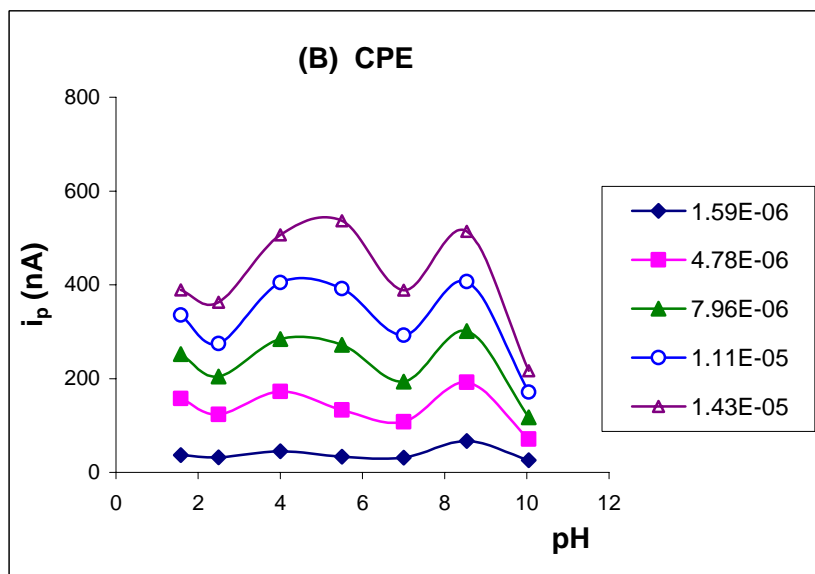 (B) CPE
800
600
400
200
0
iₚ (nA)
0 2 4 6 8 10 12
pH
1.59E-06
4.78E-06
7.96E-06
1.11E-05
1.43E-05